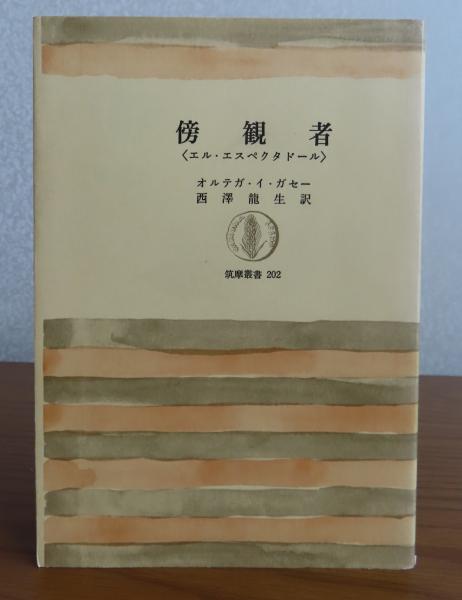 傍観者
〈エル・エスペクタドール〉
オルテガ・イ・ガセー
西澤龍生訳
筑摩叢書 202